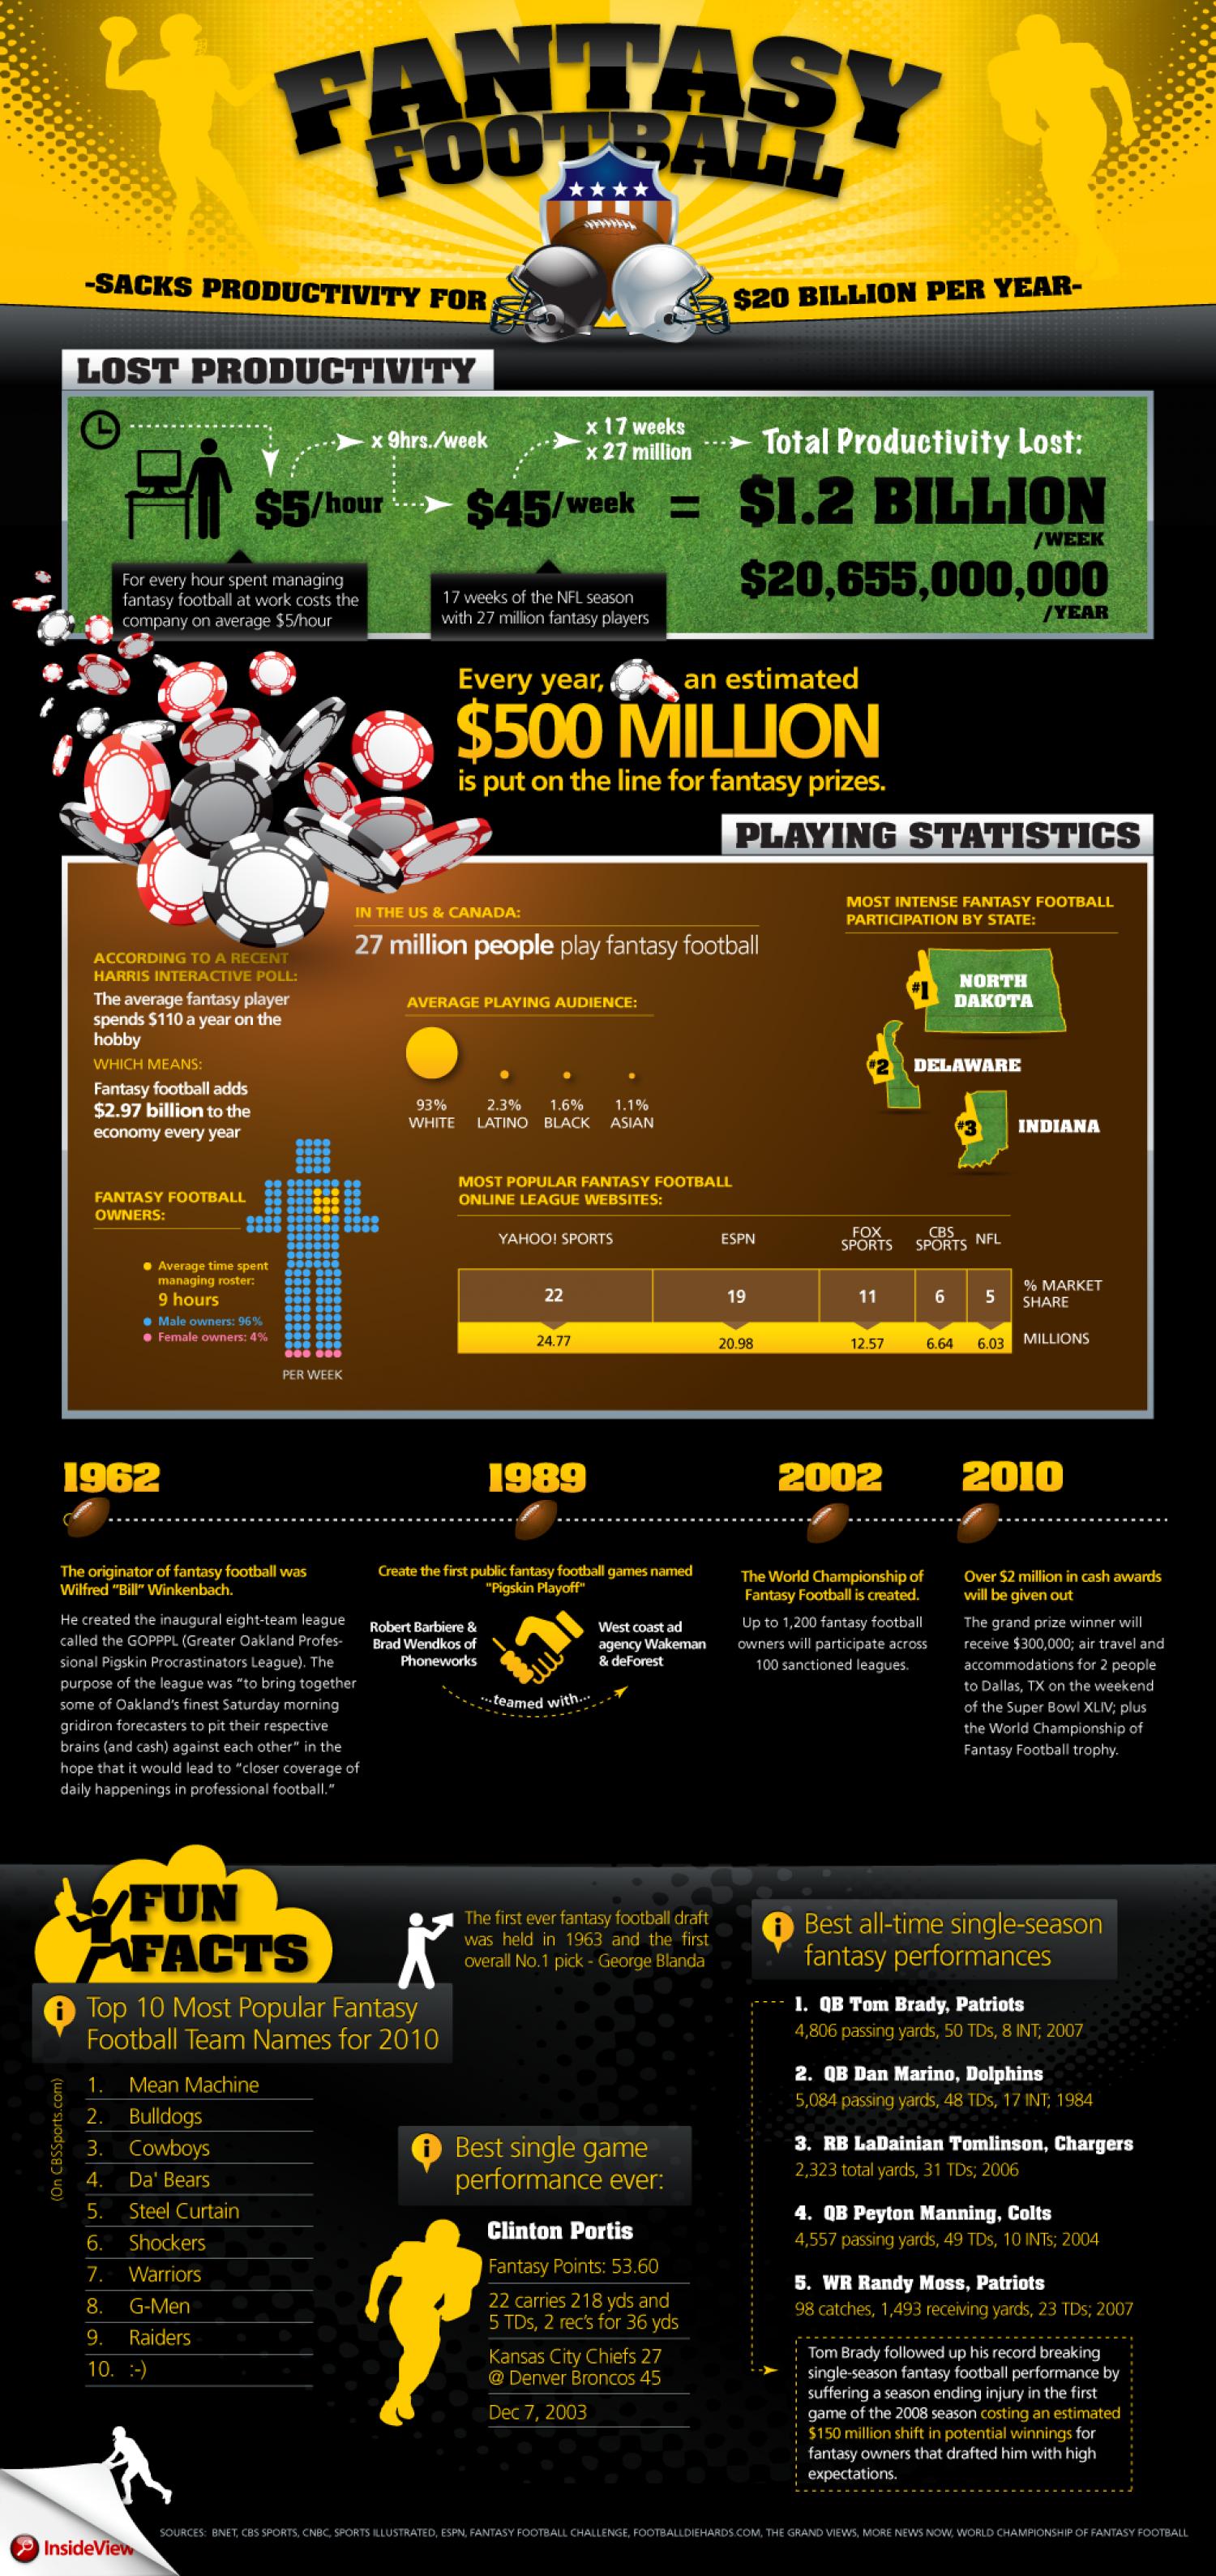 FANTASY
FOOTBALL
-SACKS PRODUCTIVITY FOR $20 BILLION PER YEAR-
LOST PRODUCTIVITY
x 9hrs./week
x 17 weeks
x 27 million
Total Productivity Lost:
$5/hour
$45/week
=
$1.2 BILLION
/WEEK
$20,655,000,000
/YEAR
For every hour spent managing
fantasy football at work costs the
company on average $5/hour
17 weeks of the NFL season
with 27 million fantasy players
Every year, an estimated
$500 MILLION
is put on the line for fantasy prizes.
PLAYING STATISTICS
ACCORDING TO A RECENT
HARRIS INTERACTIVE POLL:
The average fantasy player
spends $110 a year on the
hobby
WHICH MEANS:
Fantasy football adds
$2.97 billion to the
economy every year
IN THE US & CANADA:
27 million people play fantasy football
AVERAGE PLAYING AUDIENCE:
93% 2.3% 1.6% 1.1%
WHITE LATINO BLACK ASIAN
MOST INTENSE FANTASY FOOTBALL
PARTICIPATION BY STATE:
#1 NORTH
DAKOTA
#2 DELAWARE
#3 INDIANA
FANTASY FOOTBALL
OWNERS:
Average time spent
managing roster:
9 hours
Male owners: 96%
Female owners: 4%
PER WEEK
MOST POPULAR FANTASY FOOTBALL
ONLINE LEAGUE WEBSITES:
YAHOO! SPORTS ESPN FOX SPORTS CBS SPORTS NFL
22 19 11 6 5 % MARKET SHARE
24.77 20.98 12.57 6.64 6.03 MILLIONS
1962
The originator of fantasy football was
Wilfred "Bill" Winkenbach.
He created the inaugural eight-team league
called the GOPPPL (Greater Oakland Profes-
sional Pigskin Procrastinators League). The
purpose of the league was "to bring together
some of Oakland's finest Saturday morning
gridiron forecasters to pit their respective
brains (and cash) against each other" in the
hope that it would lead to "closer coverage of
daily happenings in professional football."
1989
Create the first public fantasy football games named
"Pigskin Playoff"
Robert Barbiere &
Brad Wendkos of
Phoneworks
...teamed with...
West coast ad
agency Wakeman
& deForest
2002
The World Championship of
Fantasy Football is created.
Up to 1,200 fantasy football
owners will participate across
100 sanctioned leagues.
2010
Over $2 million in cash awards
will be given out
The grand prize winner will
receive $300,000; air travel and
accommodations for 2 people
to Dallas, TX on the weekend
of the Super Bowl XLIV; plus
the World Championship of
Fantasy Football trophy.
FUN
FACTS
The first ever fantasy football draft
was held in 1963 and the first
overall No.1 pick - George Blanda
Top 10 Most Popular Fantasy
Football Team Names for 2010
(On CBSSports.com)
1. Mean Machine
2. Bulldogs
3. Cowboys
4. Da' Bears
5. Steel Curtain
6. Shockers
7. Warriors
8. G-Men
9. Raiders
10. :-)
Best single game
performance ever:
Clinton Portis
Fantasy Points: 53.60
22 carries 218 yds and
5 TDs, 2 rec's for 36 yds
Kansas City Chiefs 27
@ Denver Broncos 45
Dec 7, 2003
Best all-time single-season
fantasy performances
1. QB Tom Brady, Patriots
4,806 passing yards, 50 TDs, 8 INT; 2007
2. QB Dan Marino, Dolphins
5,084 passing yards, 48 TDs, 17 INT; 1984
3. RB LaDainian Tomlinson, Chargers
2,323 total yards, 31 TDs; 2006
4. QB Peyton Manning, Colts
4,557 passing yards, 49 TDs, 10 INTs; 2004
5. WR Randy Moss, Patriots
98 catches, 1,493 receiving yards, 23 TDs; 2007
Tom Brady followed up his record breaking
single-season fantasy football performance by
suffering a season ending injury in the first
game of the 2008 season costing an estimated
$150 million shift in potential winnings for
fantasy owners that drafted him with high
expectations.
InsideView
SOURCES: BNET, CBS SPORTS, CNBC, SPORTS ILLUSTRATED, ESPN, FANTASY FOOTBALL CHALLENGE, FOOTBALLDIEHARDS.COM, THE GRAND VIEWS, MORE NEWS NOW, WORLD CHAMPIONSHIP OF FANTASY FOOTBALL